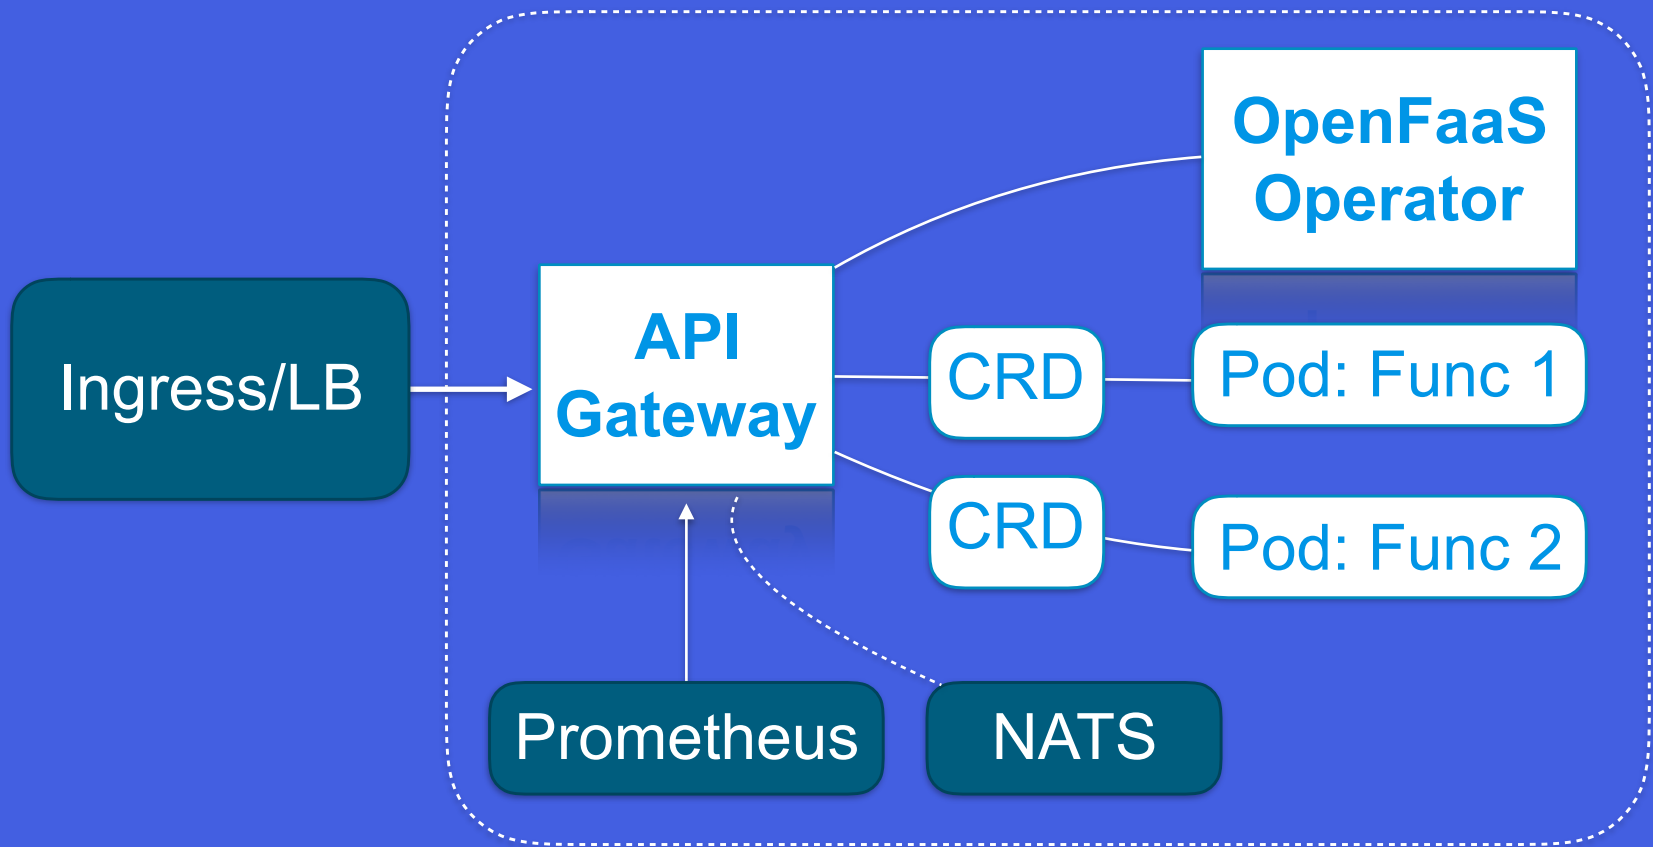 OpenFaaS
Operator
API
Gateway
Ingress/LB
CRD
Pod: Func 1
CRD
Pod: Func 2
Prometheus
NATS